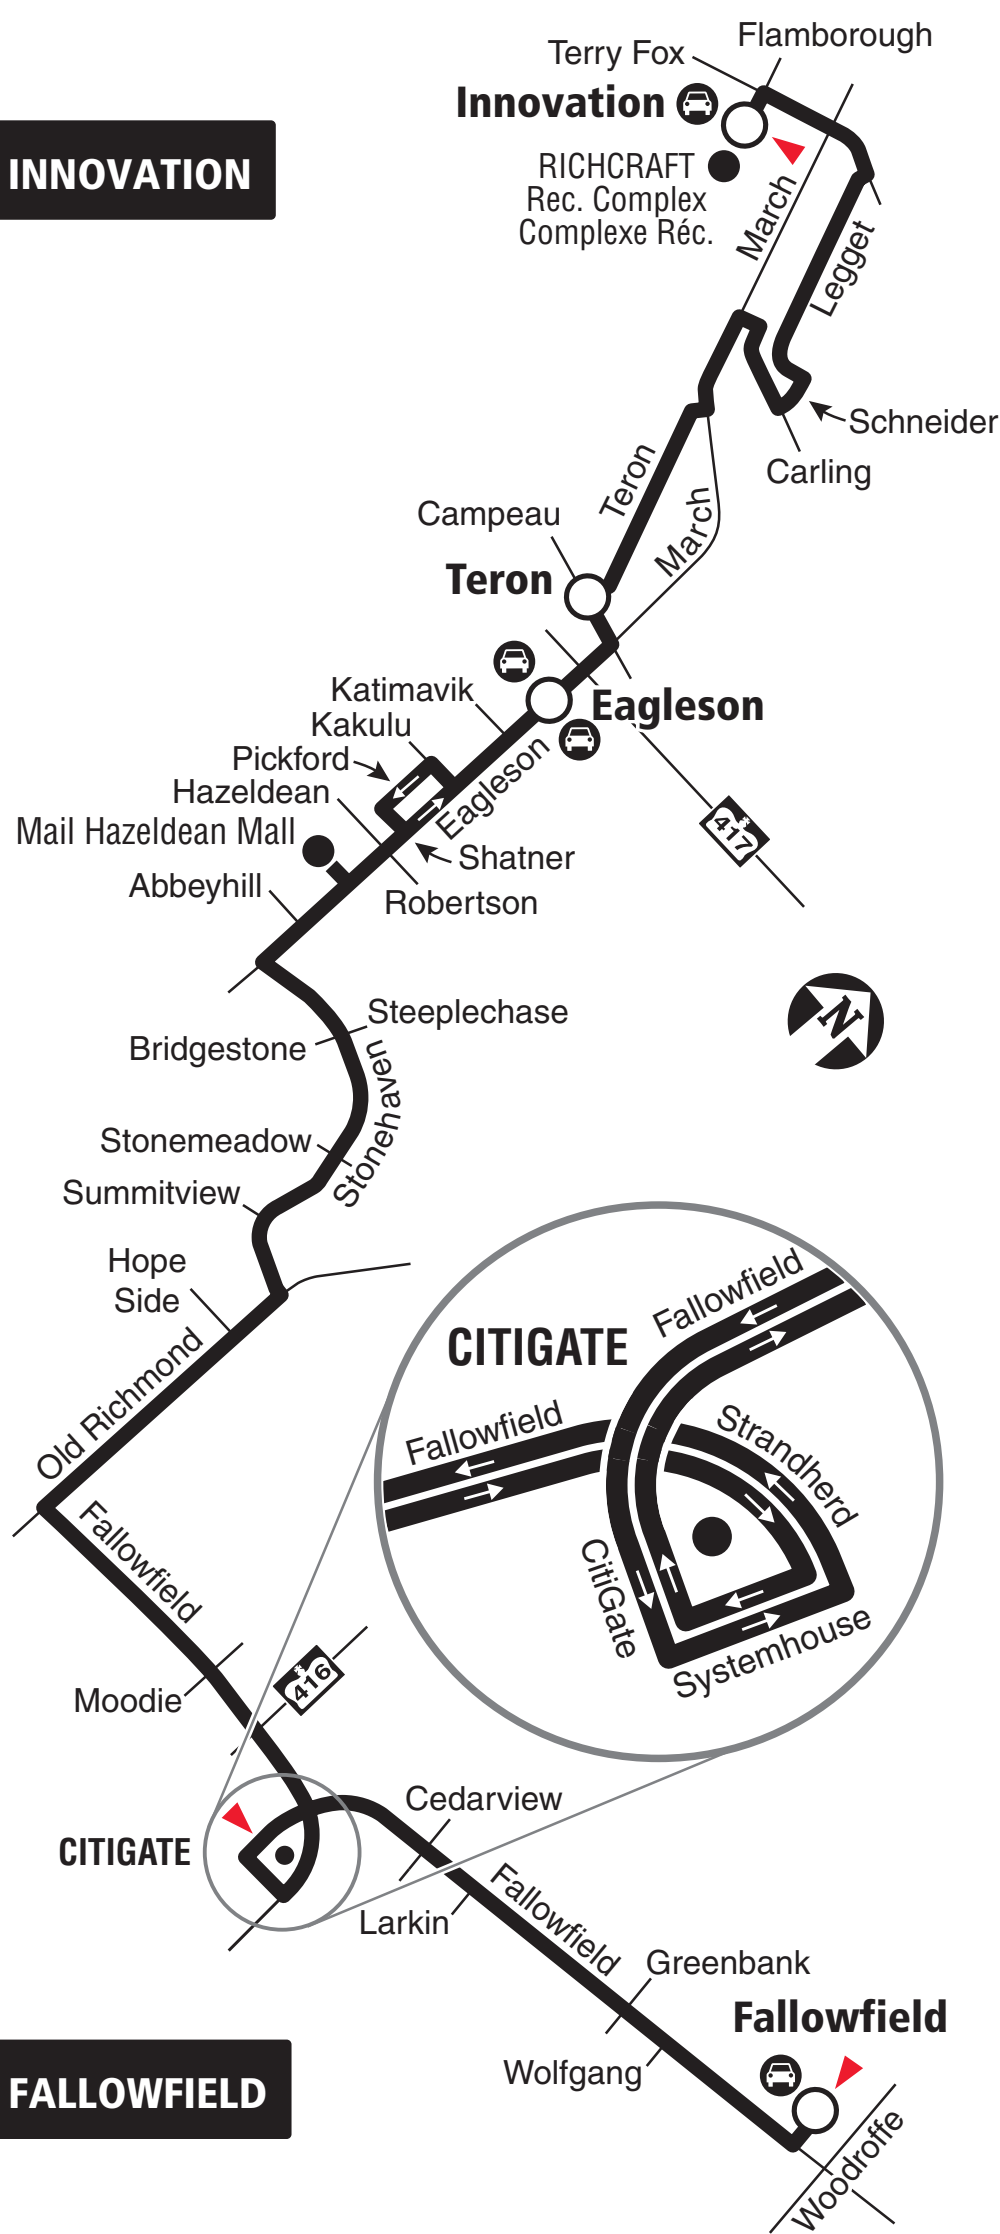 Flamborough
Terry Fox
Innovation
INNOVATION
RICHCRAFT
Rec. Complex
Complexe Réc.
March
Legget
Schneider
Carling
Teron
March
Campeau
Teron
Katimavik
Eagleson
Kakulu
Pickford
Hazeldean
Eagleson
Mail Hazeldean Mall
417
Shatner
Abbeyhill
Robertson
N
Steeplechase
Bridgestone
Stonehaven
Stonemeadow
Summitview
Hope
Side
Old Richmond
Fallowfield
CITIGATE
Fallowfield
Strandherd
CitiGate
Systemhouse
Fallowfield
Moodie
416
Cedarview
CITIGATE
Larkin
Fallowfield
Greenbank
Fallowfield
Wolfgang
FALLOWFIELD
Woodroffe